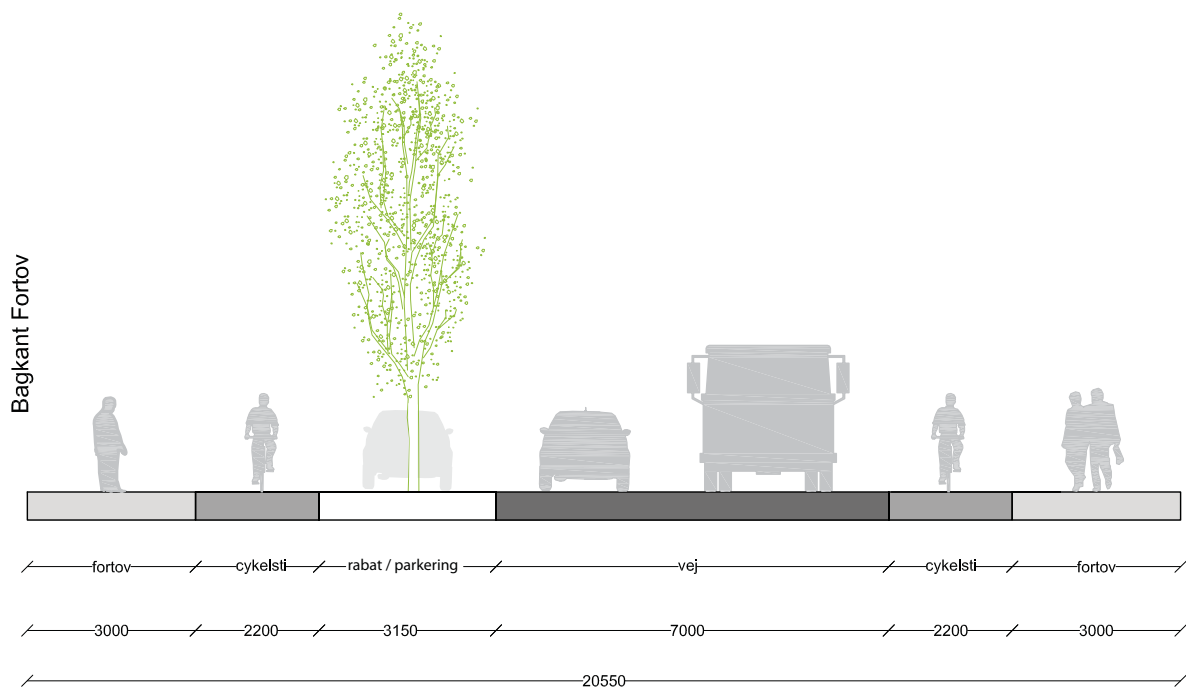 Bagkant Fortov
fortov cykelsti rabat / parkering vej cykelsti fortov
3000 2200 3150 7000 2200 3000
20550